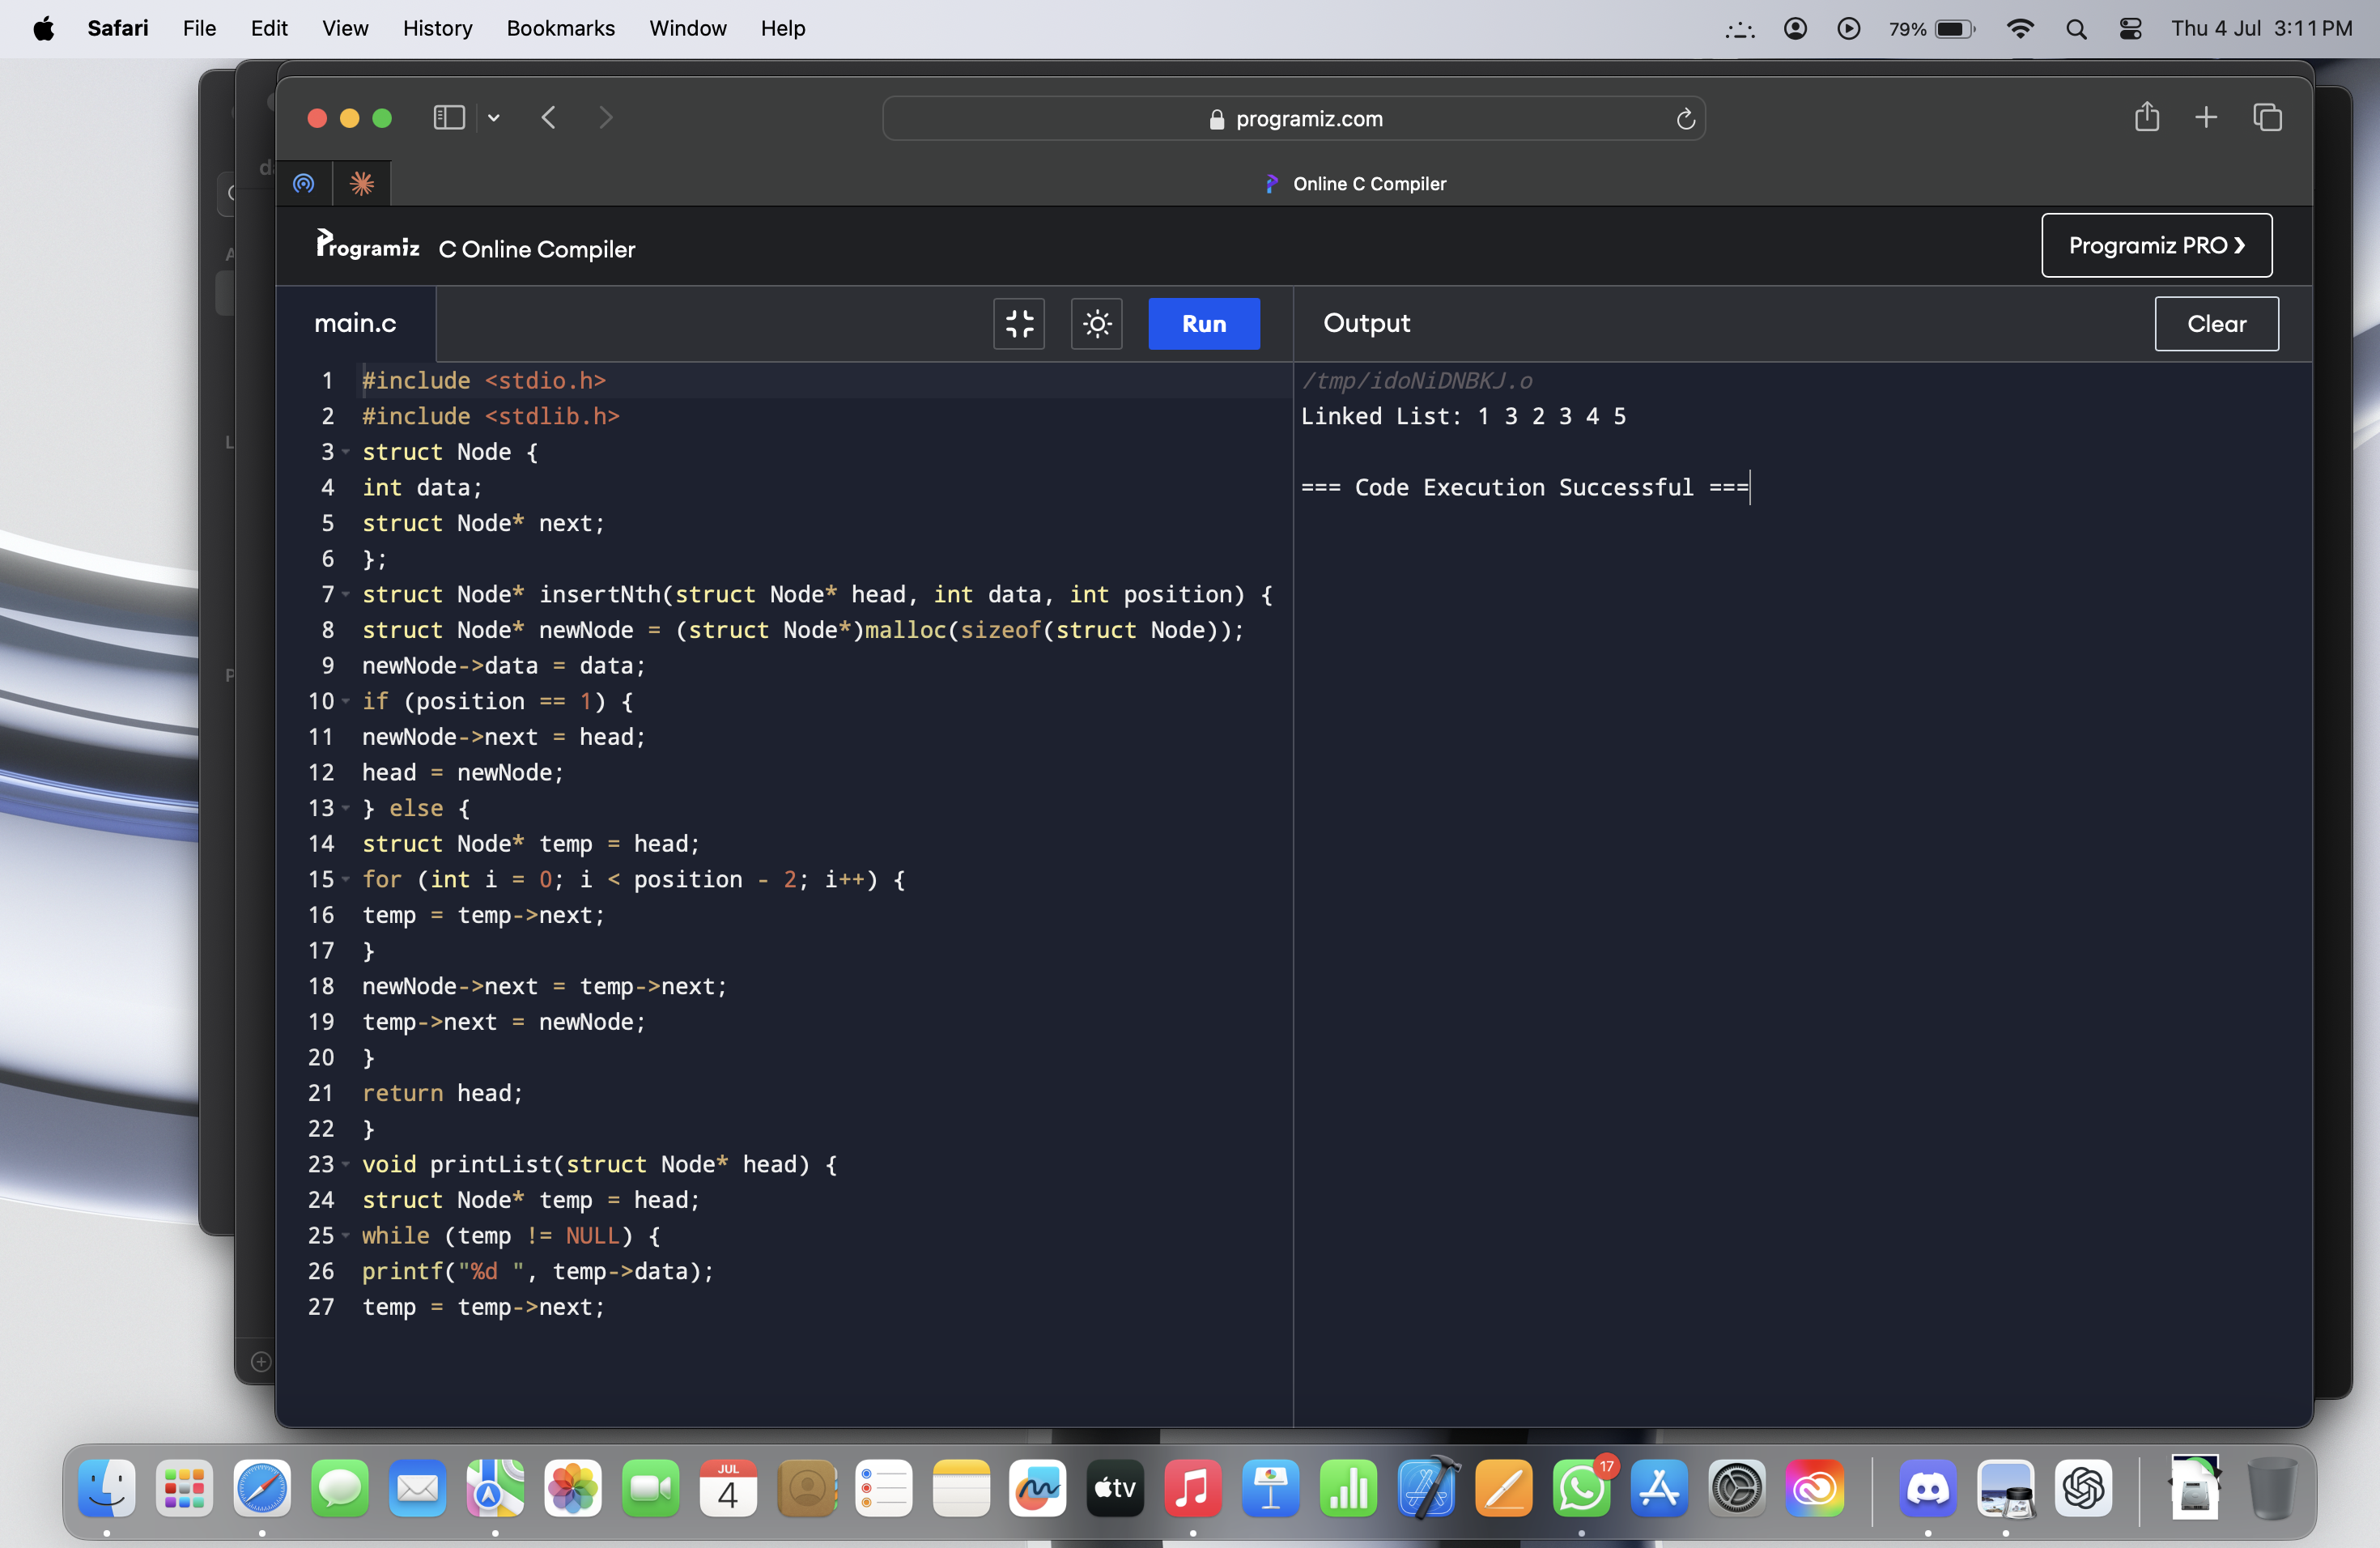 Safari File Edit View History Bookmarks Window Help 79% Thu 4 Jul 3:11 PM
programiz.com
Online C Compiler
Programiz C Online Compiler Programiz PRO ❯
main.c Run Output Clear
1 #include <stdio.h>
2 #include <stdlib.h>
3 struct Node {
4 int data;
5 struct Node* next;
6 };
7 struct Node* insertNth(struct Node* head, int data, int position) {
8 struct Node* newNode = (struct Node*)malloc(sizeof(struct Node));
9 newNode->data = data;
10 if (position == 1) {
11 newNode->next = head;
12 head = newNode;
13 } else {
14 struct Node* temp = head;
15 for (int i = 0; i < position - 2; i++) {
16 temp = temp->next;
17 }
18 newNode->next = temp->next;
19 temp->next = newNode;
20 }
21 return head;
22 }
23 void printList(struct Node* head) {
24 struct Node* temp = head;
25 while (temp != NULL) {
26 printf("%d ", temp->data);
27 temp = temp->next;
/tmp/idoNiDNBKJ.o
Linked List: 1 3 2 3 4 5
=== Code Execution Successful ===
JUL
4
tv
17